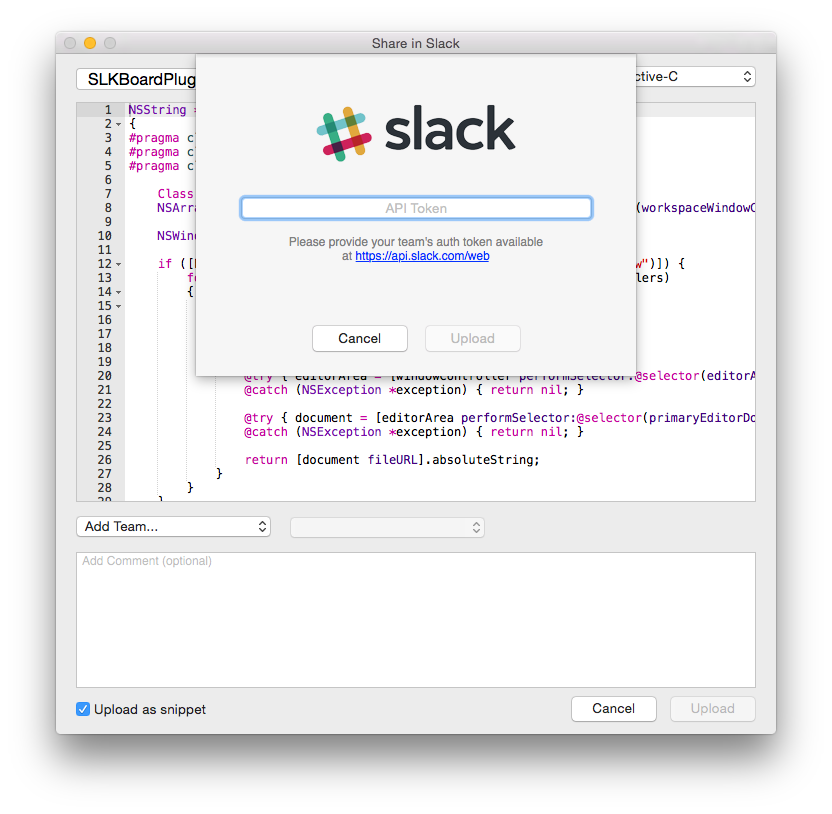 Share in Slack
SLKBoardPlug
ctive-C
slack
API Token
Please provide your team's auth token available
at https://api.slack.com/web
Cancel
Upload
1 NSString
2 {
3 #pragma c
4 #pragma c
5 #pragma c
6
7 Class
8 NSArr (workspaceWindowC
9
10 NSWin
11
12 if ([ w")]) {
13 f lers)
14 {
15
16
17
18
19
20 @try { editorArea = [windowController performSelector:@selector(editorA
21 @catch (NSException *exception) { return nil; }
22
23 @try { document = [editorArea performSelector:@selector(primaryEditorDo
24 @catch (NSException *exception) { return nil; }
25
26 return [document fileURL].absoluteString;
27 }
28 }
29 }
Add Team...
Add Comment (optional)
Upload as snippet
Cancel
Upload